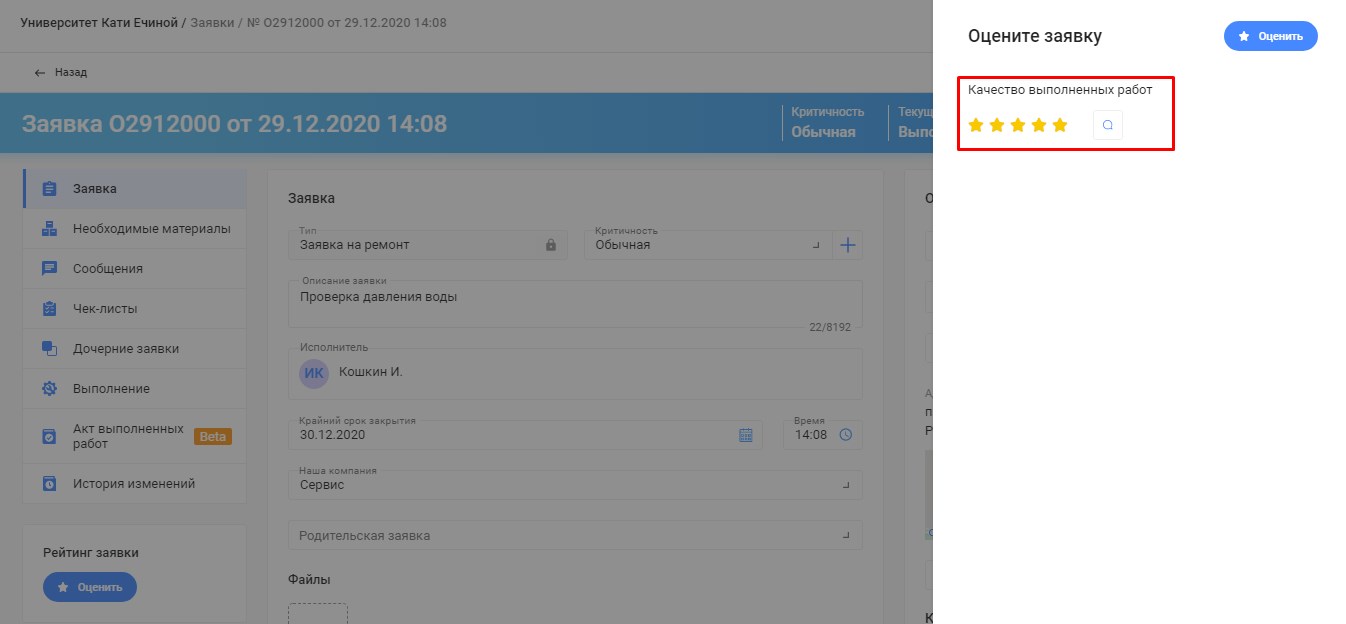 Университет Кати Ечиной / Заявки / № О2912000 от 29.12.2020 14:08
Назад
Заявка О2912000 от 29.12.2020 14:08
Критичность
Обычная
Заявка
Необходимые материалы
Сообщения
Чек-листы
Дочерние заявки
Выполнение
Акт выполненных
работ
Beta
История изменений
Рейтинг заявки
Оценить
Заявка
Тип
Заявка на ремонт
Критичность
Обычная
Описание заявки
Проверка давления воды
22/8192
Исполнитель
ИК
Кошкин И.
Крайний срок закрытия
30.12.2020
Время
14:08
Наша компания
Сервис
Родительская заявка
Файлы
Оцените заявку
Оценить
Качество выполненных работ